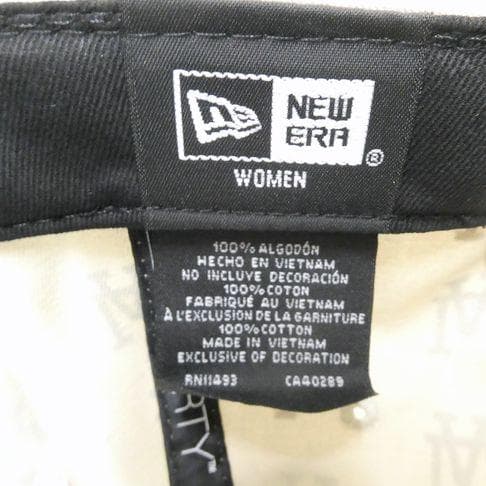 NEW
ERA
®
WOMEN
100% ALGODÓN
HECHO EN VIETNAM
NO INCLUYE DECORACIÓN
100% COTON
FABRIQUÉ AU VIETNAM
À L'EXCLUSION DE LA GARNITURE
100% COTTON
MADE IN VIETNAM
EXCLUSIVE OF DECORATION
RN11493 CA40289
RTY™